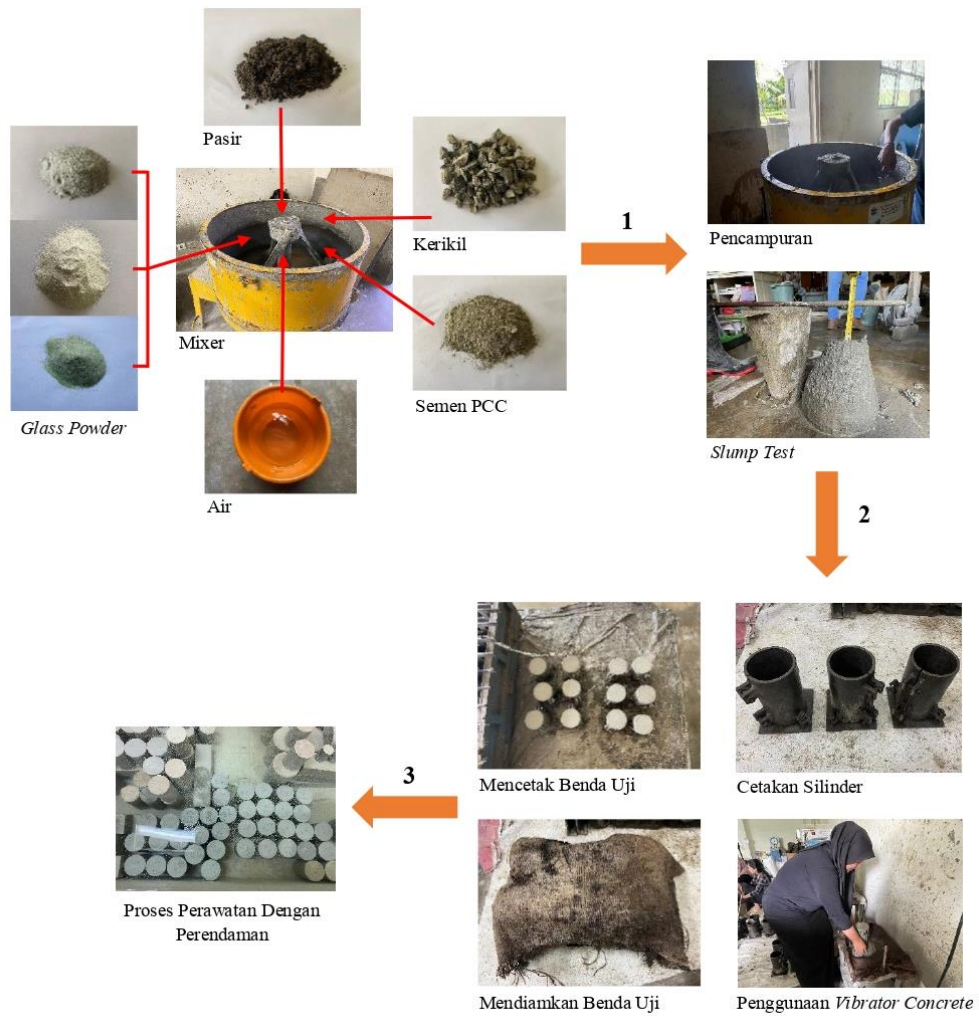 Pasir
Kerikil
Mixer
Semen PCC
Glass Powder
Air
1
Pencampuran
Slump Test
2
Mencetak Benda Uji
Cetakan Silinder
3
Proses Perawatan Dengan
Perendaman
Mendiamkan Benda Uji
Penggunaan Vibrator Concrete